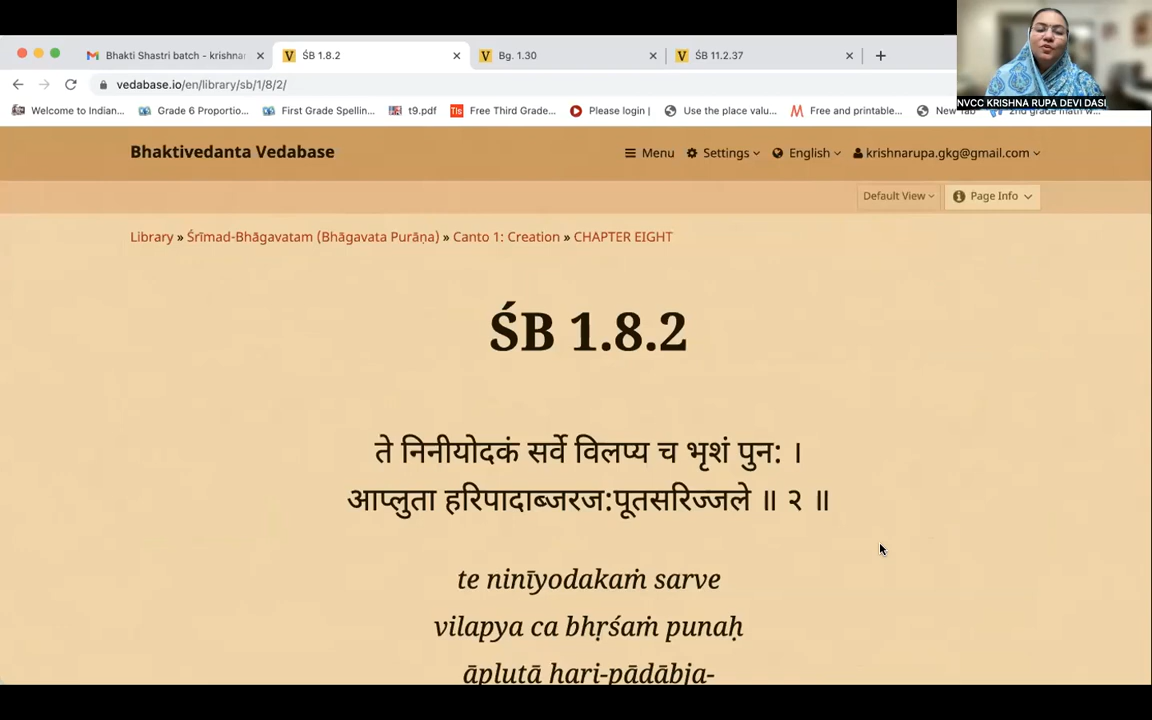 Bhakti Shastri batch - krishnar
ŚB 1.8.2
Bg. 1.30
ŚB 11.2.37
vedabase.io/en/library/sb/1/8/2/
Welcome to Indian...
Grade 6 Proportio...
First Grade Spellin...
t9.pdf
Free Third Grade...
Please login |
Use the place valu...
Free and printable...
New Tab
2nd grade math w...
NVCC KRISHNA RUPA DEVI DASI
Bhaktivedanta Vedabase
Menu Settings English krishnarupa.gkg@gmail.com
Default View Page Info
Library » Śrīmad-Bhāgavatam (Bhāgavata Purāṇa) » Canto 1: Creation » CHAPTER EIGHT
ŚB 1.8.2
ते निनीयोदकं सर्वे विलप्य च भृशं पुन: ।
आप्लुता हरिपादाब्जरज:पूतसरिज्जले ॥ २ ॥
te ninīyodakaṁ sarve
vilapya ca bhṛśaṁ punaḥ
āplutā hari-pādābja-